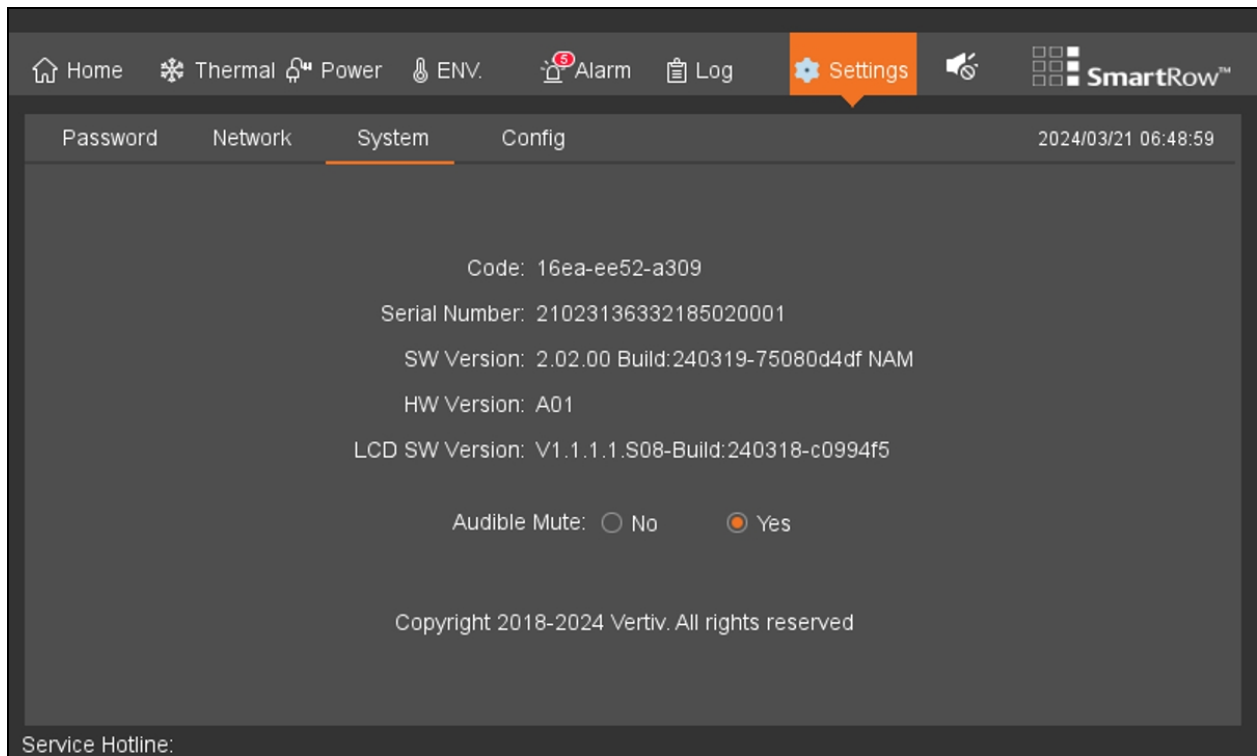 Home Thermal Power ENV. 5 Alarm Log Settings SmartRow™
Password Network System Config 2024/03/21 06:48:59
Code: 16ea-ee52-a309
Serial Number: 21023136332185020001
SW Version: 2.02.00 Build:240319-75080d4df NAM
HW Version: A01
LCD SW Version: V1.1.1.1.S08-Build:240318-c0994f5
Audible Mute: No Yes
Copyright 2018-2024 Vertiv. All rights reserved
Service Hotline: